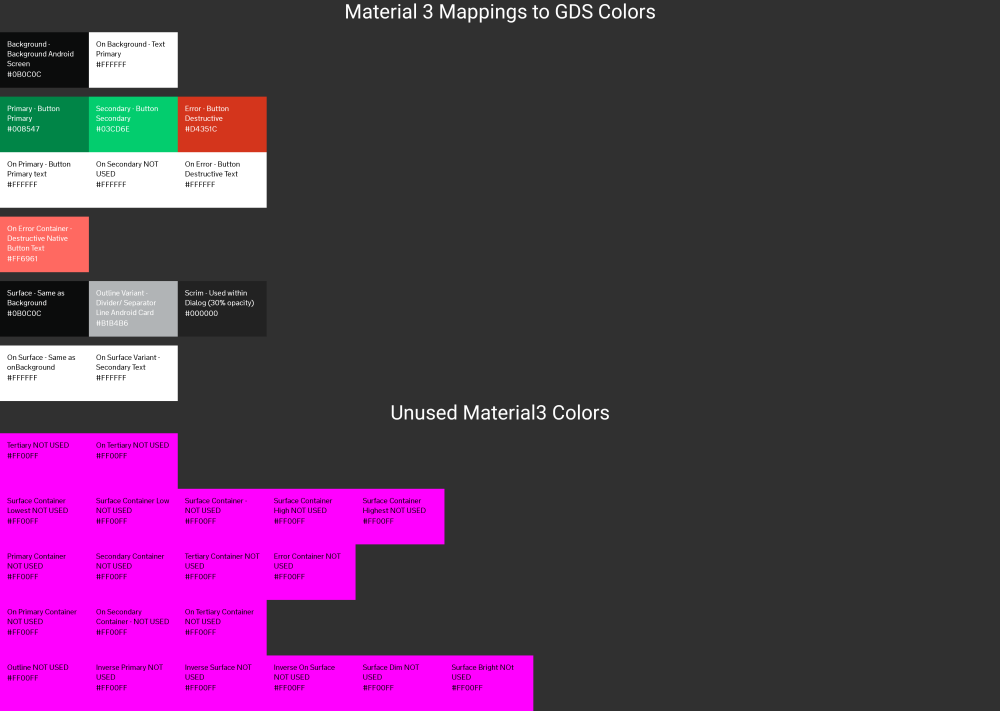 Material 3 Mappings to GDS Colors
Background -
Background Android
Screen
#0B0C0C
On Background - Text
Primary
#FFFFFF
Primary - Button
Primary
#008547
Secondary - Button
Secondary
#03CD6E
Error - Button
Destructive
#D4351C
On Primary - Button
Primary text
#FFFFFF
On Secondary NOT
USED
#FFFFFF
On Error - Button
Destructive Text
#FFFFFF
On Error Container -
Destructive Native
Button Text
#FF6961
Surface - Same as
Background
#0B0C0C
Outline Variant -
Divider/ Separator
Line Android Card
#B1B4B6
Scrim - Used within
Dialog (30% opacity)
#000000
On Surface - Same as
onBackground
#FFFFFF
On Surface Variant -
Secondary Text
#FFFFFF
Unused Material3 Colors
Tertiary NOT USED
#FF00FF
On Tertiary NOT USED
#FF00FF
Surface Container
Lowest NOT USED
#FF00FF
Surface Container Low
NOT USED
#FF00FF
Surface Container -
NOT USED
#FF00FF
Surface Container
High NOT USED
#FF00FF
Surface Container
Highest NOT USED
#FF00FF
Primary Container
NOT USED
#FF00FF
Secondary Container
NOT USED
#FF00FF
Tertiary Container NOT
USED
#FF00FF
Error Container NOT
USED
#FF00FF
On Primary Container
NOT USED
#FF00FF
On Secondary
Container - NOT USED
#FF00FF
On Tertiary Container
NOT USED
#FF00FF
Outline NOT USED
#FF00FF
Inverse Primary NOT
USED
#FF00FF
Inverse Surface NOT
USED
#FF00FF
Inverse On Surface
NOT USED
#FF00FF
Surface Dim NOT
USED
#FF00FF
Surface Bright NOt
USED
#FF00FF